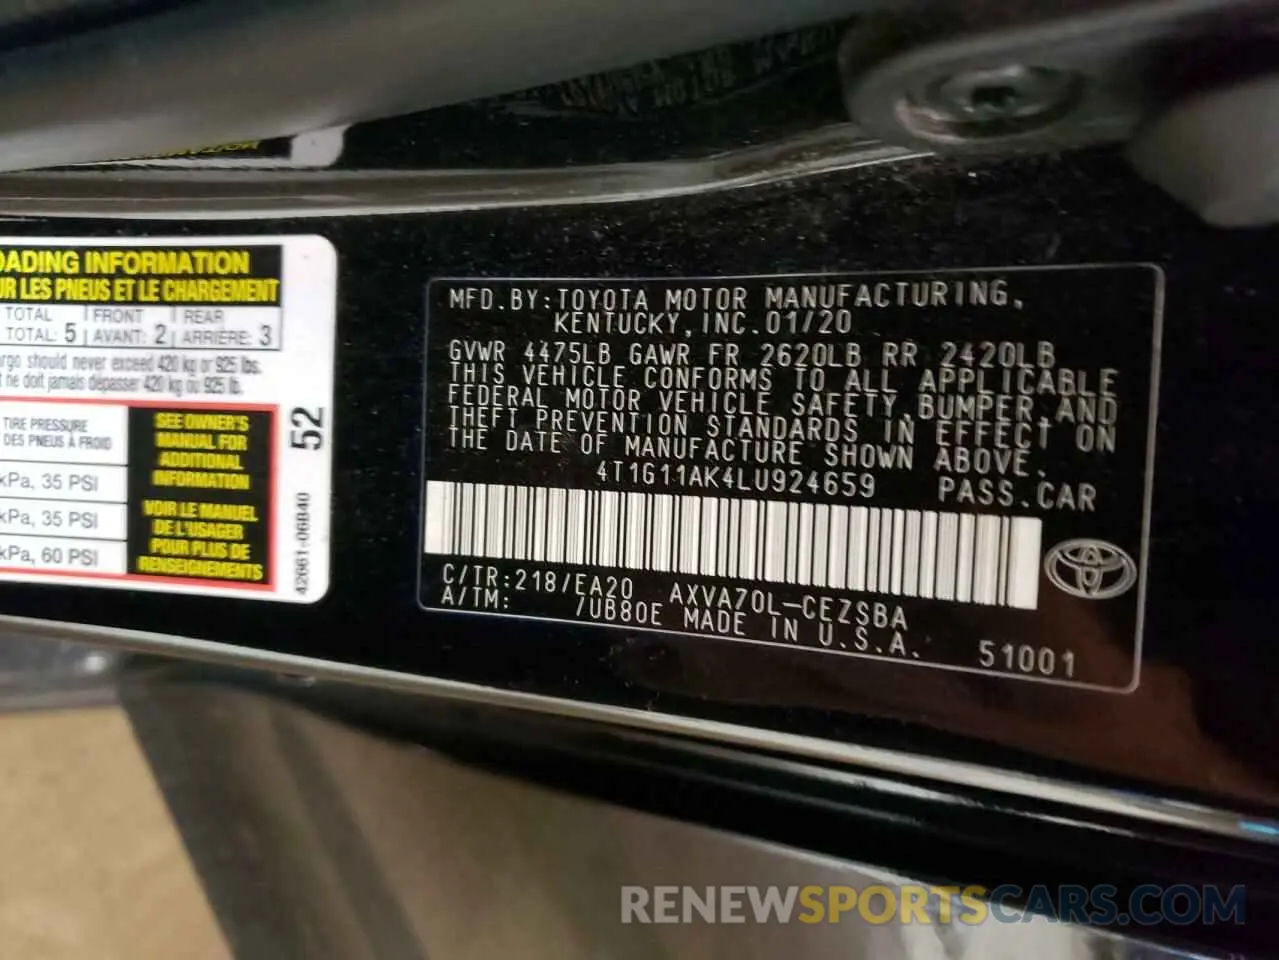 OADING INFORMATION
UR LES PNEUS ET LE CHARGEMENT
TOTAL FRONT REAR
TOTAL: 5 AVANT: 2 ARRIÈRE: 3
rgo should never exceed 420 kg or 925 lbs.
t ne doit jamais dépasser 420 kg ou 925 lb.
TIRE PRESSURE
DES PNEUS À FROID
kPa, 35 PSI
kPa, 35 PSI
kPa, 60 PSI
SEE OWNER'S
MANUAL FOR
ADDITIONAL
INFORMATION
VOIR LE MANUEL
DE L'USAGER
POUR PLUS DE
RENSEIGNEMENTS
52
42661-06B40
MFD.BY:TOYOTA MOTOR MANUFACTURING,
KENTUCKY,INC.01/20
GVWR 4475LB GAWR FR 2620LB RR 2420LB
THIS VEHICLE CONFORMS TO ALL APPLICABLE
FEDERAL MOTOR VEHICLE SAFETY,BUMPER,AND
THEFT PREVENTION STANDARDS IN EFFECT ON
THE DATE OF MANUFACTURE SHOWN ABOVE.
4T1G11AK4LU924659 PASS.CAR
C/TR:218/EA20 AXVA70L-CEZSBA
A/TM: /UB80E MADE IN U.S.A.
51001
RENEWSPORTSCARS.COM